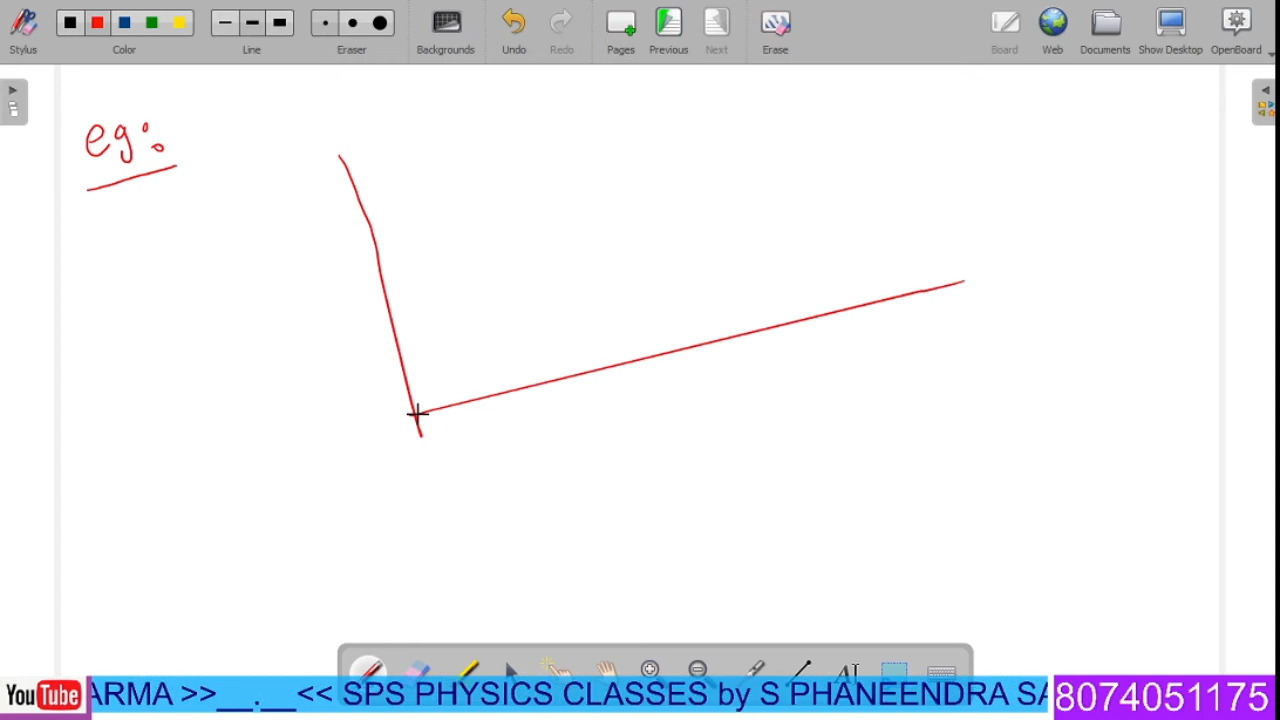 Stylus
Color
Line
Eraser
Backgrounds
Undo
Redo
Pages
Previous
Next
Erase
Board
Web
Documents
Show Desktop
OpenBoard
eg:
YouTube
ARMA >>__.__<< SPS PHYSICS CLASSES by S PHANEENDRA SA
8074051175